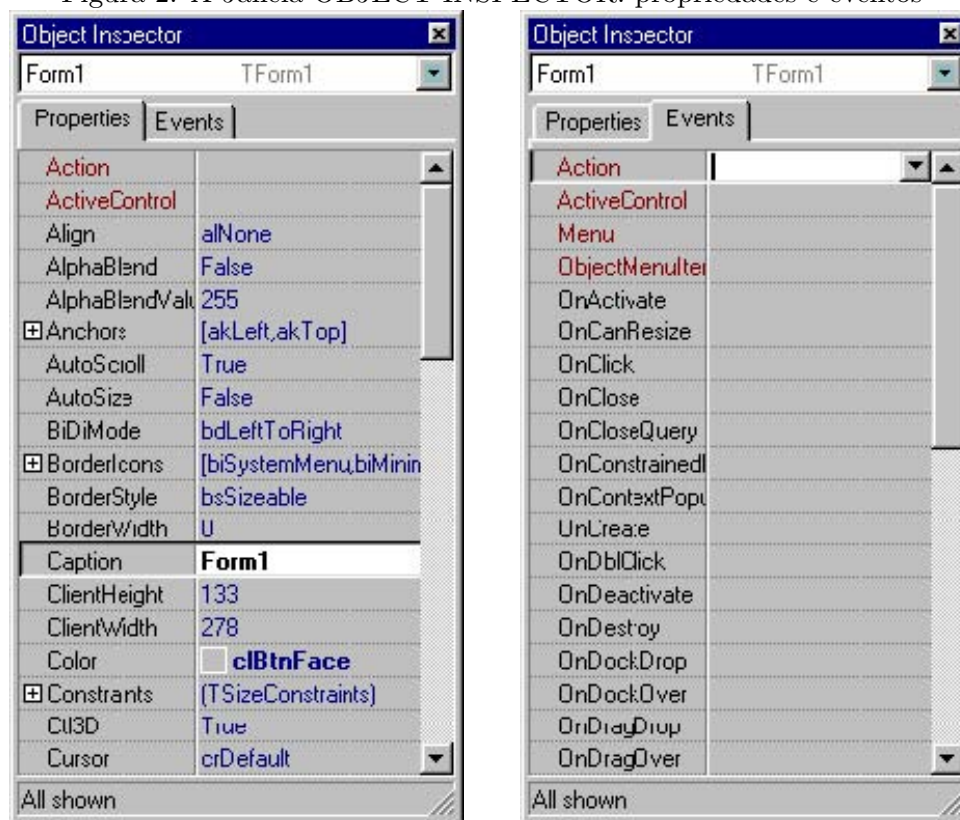 Figura 2: A Janela OBJECT INSPECTOR: propriedades e eventos
Object Inspector
Form1 TForm1
Properties Events
Action
ActiveControl
Align alNone
AlphaBlend False
AlphaBlendValu 255
Anchors [akLeft,akTop]
AutoScroll True
AutoSize False
BiDiMode bdLeftToRight
BorderIcons [biSystemMenu,biMinin
BorderStyle bsSizeable
BorderWidth 0
Caption Form1
ClientHeight 133
ClientWidth 278
Color clBtnFace
Constraints (TSizeConstraints)
Ctl3D True
Cursor crDefault
All shown
Object Inspector
Form1 TForm1
Properties Events
Action
ActiveControl
Menu
ObjectMenuIter
OnActivate
OnCanResize
OnClick
OnClose
OnCloseQuery
OnConstrainedI
OnContextPopu
OnCreate
OnDblClick
OnDeactivate
OnDestroy
OnDockDrop
OnDockOver
OnDragDrop
OnDragOver
All shown